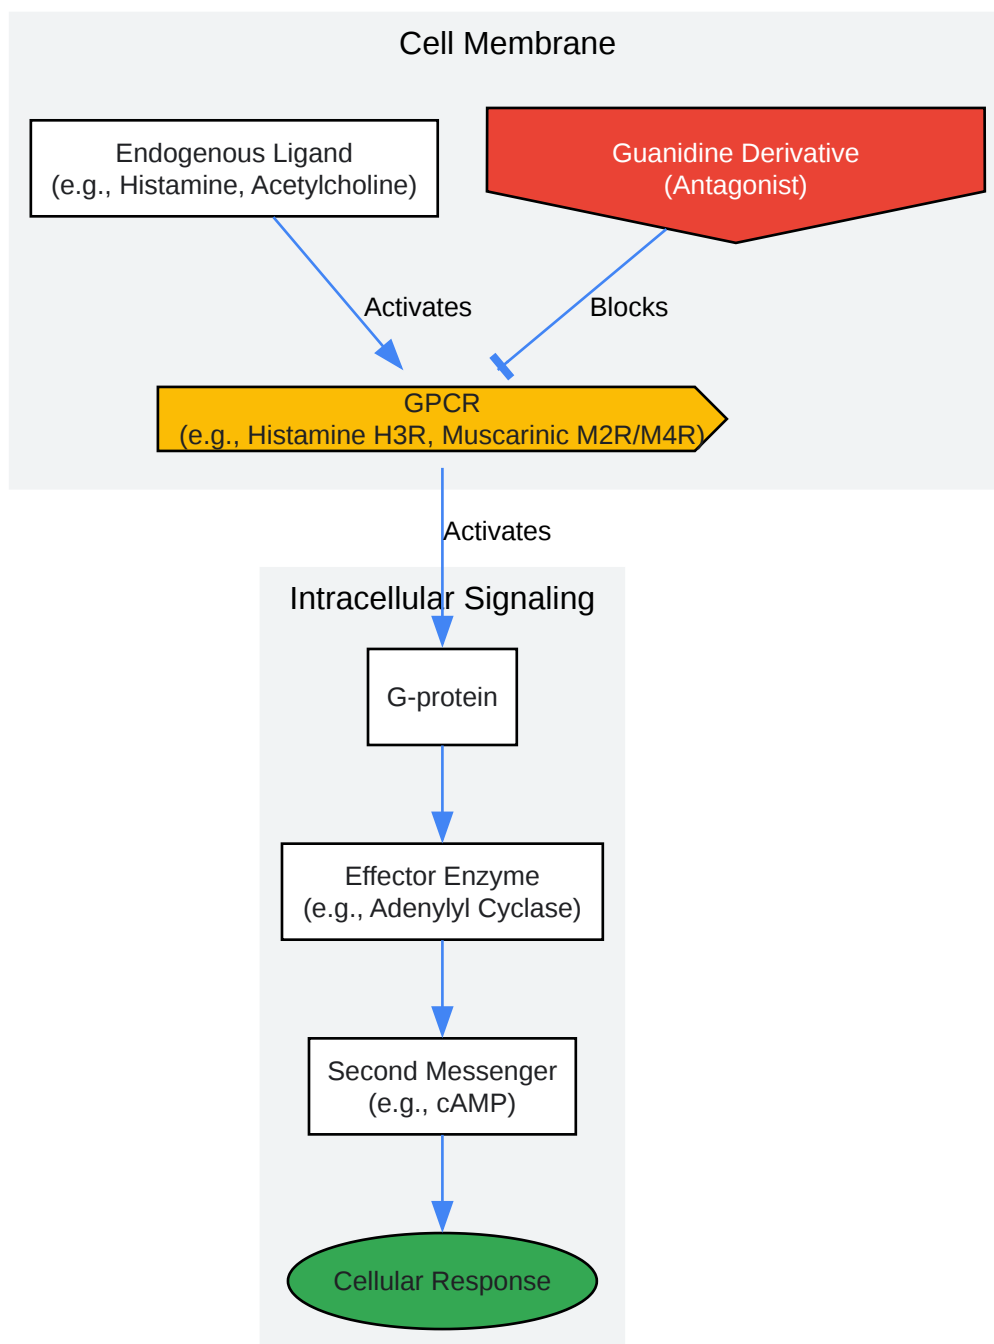 Cell Membrane
Endogenous Ligand
(e.g., Histamine, Acetylcholine)
Guanidine Derivative
(Antagonist)
Activates
Blocks
GPCR
(e.g., Histamine H3R, Muscarinic M2R/M4R)
Activates
Intracellular Signaling
G-protein
Effector Enzyme
(e.g., Adenylyl Cyclase)
Second Messenger
(e.g., cAMP)
Cellular Response